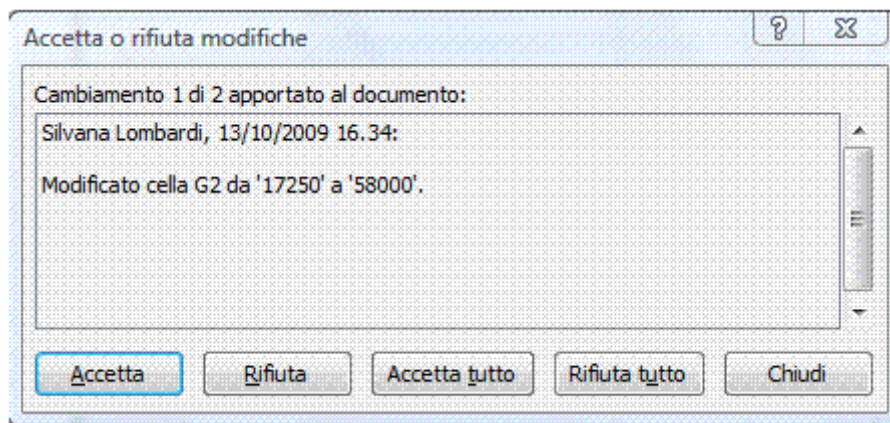 Accetta o rifiuta modifiche
Cambiamento 1 di 2 apportato al documento:
Silvana Lombardi, 13/10/2009 16.34:
Modificato cella G2 da '17250' a '58000'.
Accetta Rifiuta Accetta tutto Rifiuta tutto Chiudi